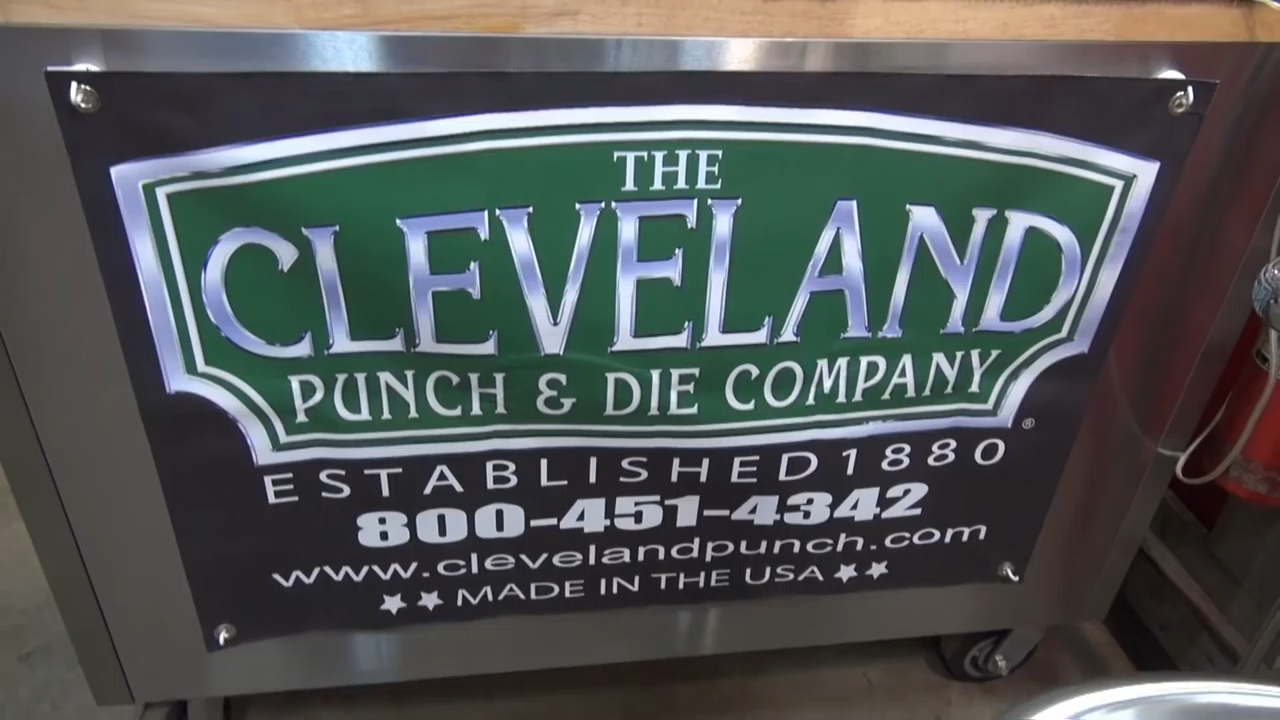 THE
CLEVELAND
PUNCH & DIE COMPANY
®
ESTABLISHED 1880
800-451-4342
www.clevelandpunch.com
★★ MADE IN THE USA ★★